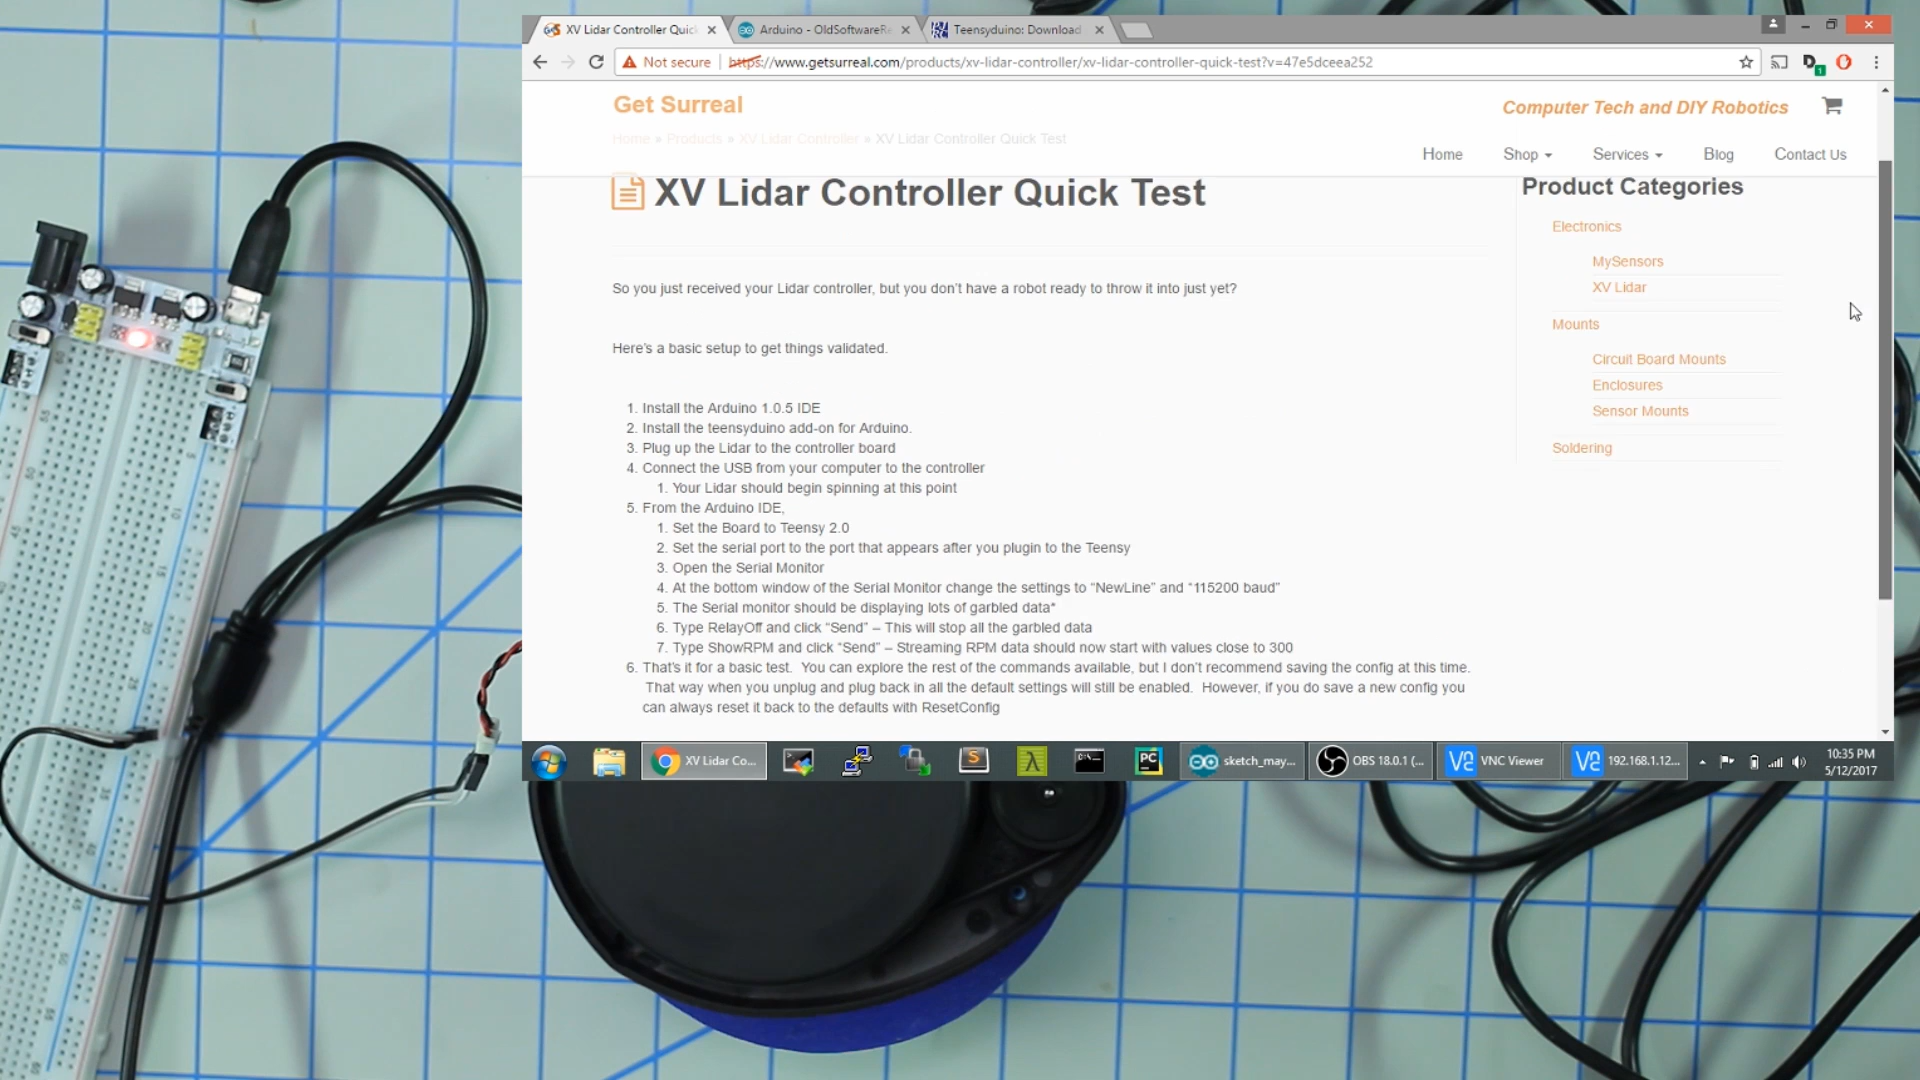 XV Lidar Controller Quick
Arduino - OldSoftwareRe
Teensyduino: Download
Not secure
https://www.getsurreal.com/products/xv-lidar-controller/xv-lidar-controller-quick-test?v=47e5dceea252
Get Surreal
Computer Tech and DIY Robotics
Home » Products » XV Lidar Controller » XV Lidar Controller Quick Test
Home
Shop
Services
Blog
Contact Us
XV Lidar Controller Quick Test
Product Categories
Electronics
MySensors
XV Lidar
Mounts
Circuit Board Mounts
Enclosures
Sensor Mounts
Soldering
So you just received your Lidar controller, but you don't have a robot ready to throw it into just yet?
Here's a basic setup to get things validated.
1. Install the Arduino 1.0.5 IDE
2. Install the teensyduino add-on for Arduino.
3. Plug up the Lidar to the controller board
4. Connect the USB from your computer to the controller
1. Your Lidar should begin spinning at this point
5. From the Arduino IDE,
1. Set the Board to Teensy 2.0
2. Set the serial port to the port that appears after you plugin to the Teensy
3. Open the Serial Monitor
4. At the bottom window of the Serial Monitor change the settings to “NewLine” and “115200 baud”
5. The Serial monitor should be displaying lots of garbled data*
6. Type RelayOff and click “Send” – This will stop all the garbled data
7. Type ShowRPM and click “Send” – Streaming RPM data should now start with values close to 300
6. That's it for a basic test. You can explore the rest of the commands available, but I don't recommend saving the config at this time.
That way when you unplug and plug back in all the default settings will still be enabled. However, if you do save a new config you
can always reset it back to the defaults with ResetConfig
XV Lidar Co...
PC
sketch_may...
OBS 18.0.1 (...
VNC Viewer
192.168.1.12...
10:35 PM
5/12/2017